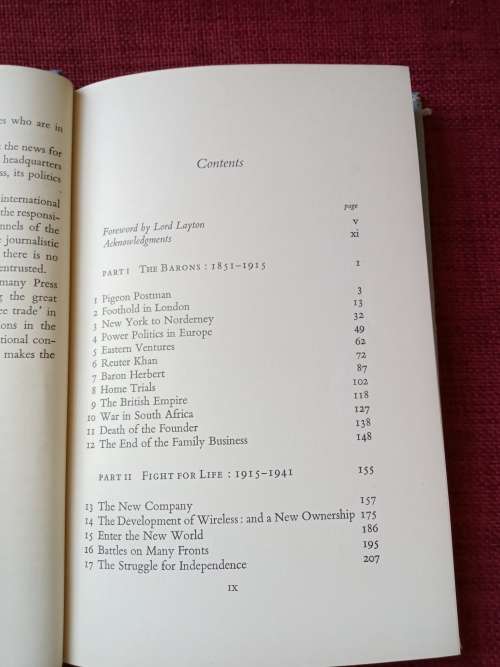 es who are in
the news for
headquarters
ss, its politics
international
the responsi-
nnels of the
e journalistic
there is no
entrusted.
many Press
ng the great
ee trade' in
ons in the
tional con-
makes the
Contents
page
Foreword by Lord Layton v
Acknowledgments xi
PART I THE BARONS : 1851–1915 1
1 Pigeon Postman 3
2 Foothold in London 13
3 New York to Norderney 32
4 Power Politics in Europe 49
5 Eastern Ventures 62
6 Reuter Khan 72
7 Baron Herbert 87
8 Home Trials 102
9 The British Empire 118
10 War in South Africa 127
11 Death of the Founder 138
12 The End of the Family Business 148
PART II FIGHT FOR LIFE : 1915–1941 155
13 The New Company 157
14 The Development of Wireless: and a New Ownership 175
15 Enter the New World 186
16 Battles on Many Fronts 195
17 The Struggle for Independence 207
IX